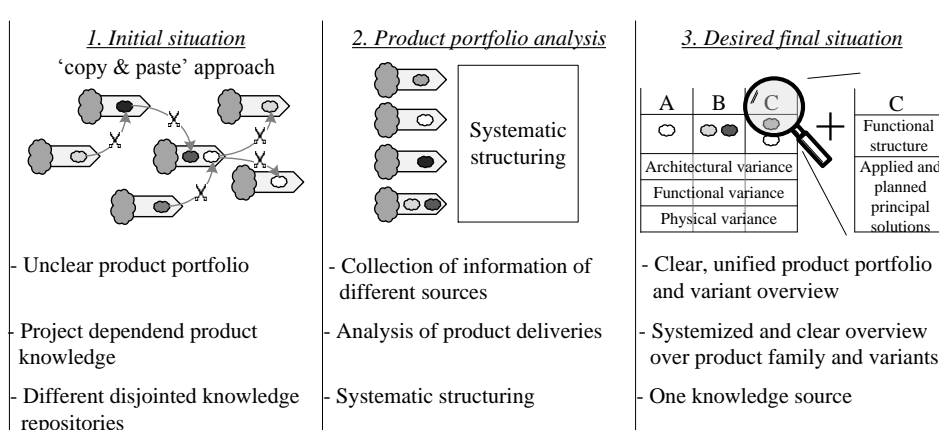 1. Initial situation
‘copy & paste’ approach
- Unclear product portfolio
- Project dependend product
knowledge
- Different disjointed knowledge
repositories
2. Product portfolio analysis
Systematic
structuring
- Collection of information of
different sources
- Analysis of product deliveries
- Systematic structuring
3. Desired final situation
A B C
Architectural variance
Functional variance
Physical variance
+
C
Functional
structure
Applied and
planned
principal
solutions
- Clear, unified product portfolio
and variant overview
- Systemized and clear overview
over product family and variants
- One knowledge source